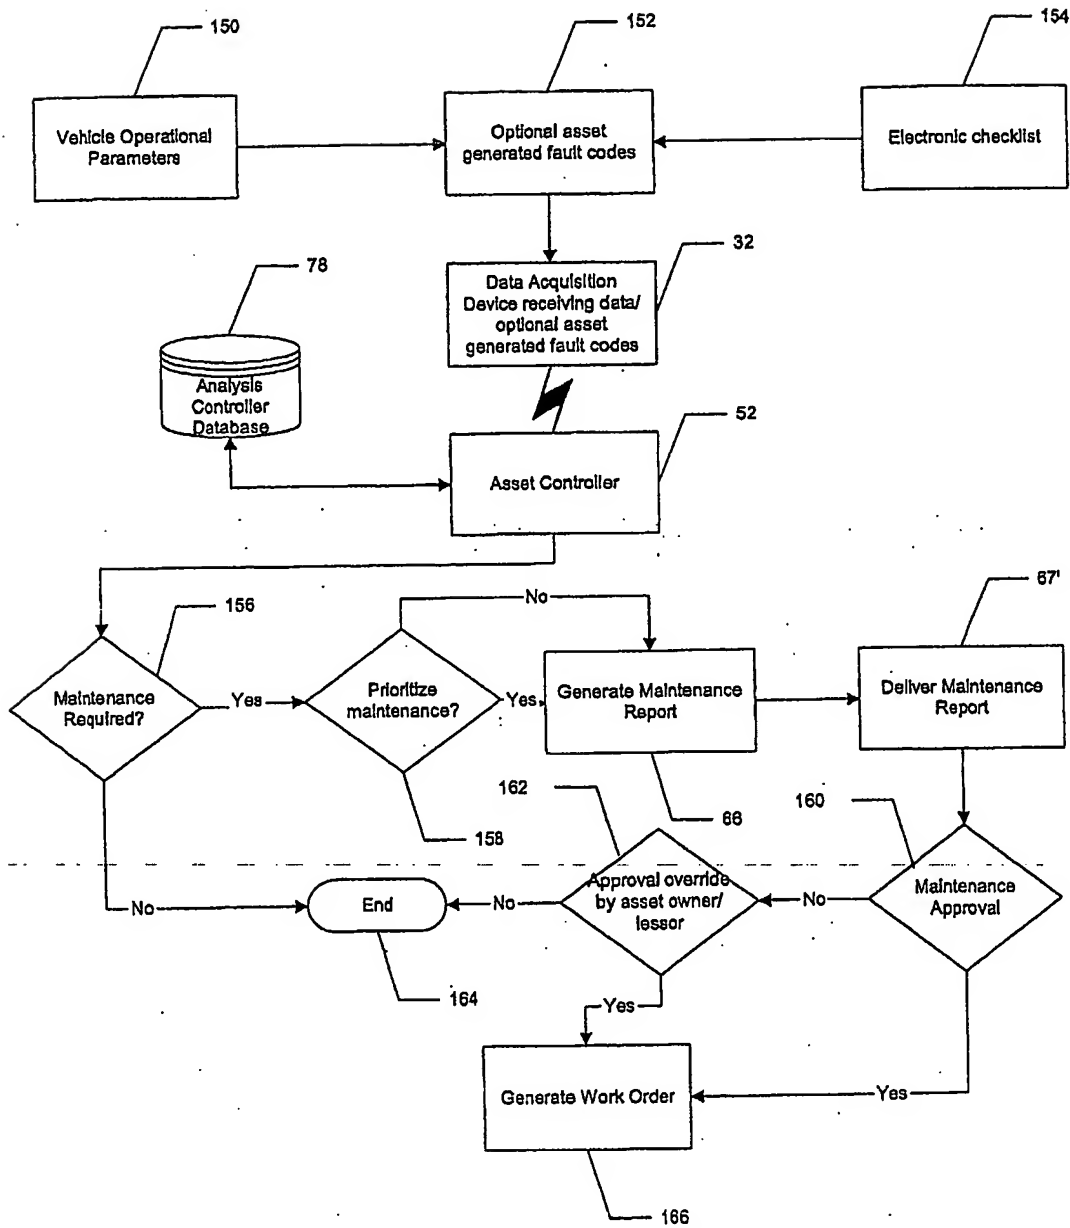 150
152
154
Vehicle Operational
Parameters
Optional asset
generated fault codes
Electronic checklist
32
78
Data Acquisition
Device receiving data/
optional asset
generated fault codes
Analysis
Controller
Database
52
Asset Controller
156
No
67'
Maintenance
Required?
Yes
Prioritize
maintenance?
Yes
Generate Maintenance
Report
Deliver Maintenance
Report
158
162
66
160
No
End
No
Approval override
by asset owner/
lessor
No
Maintenance
Approval
164
Yes
Generate Work Order
Yes
166